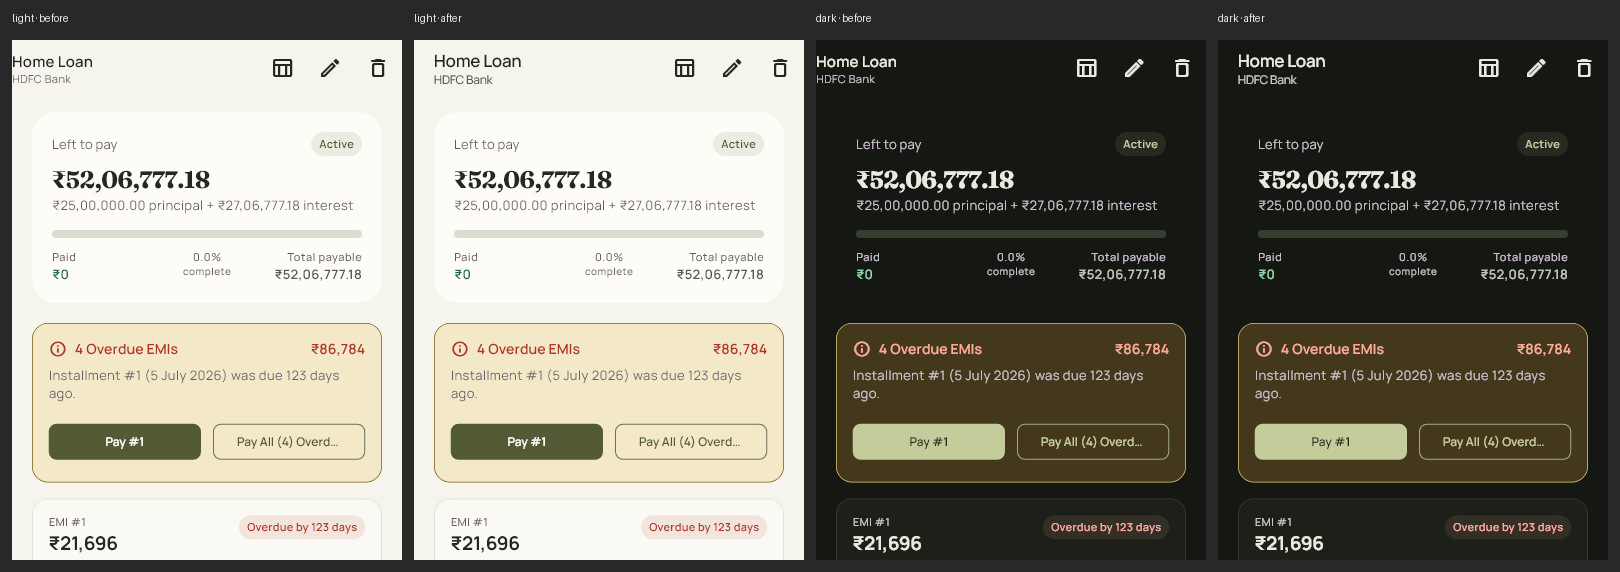 light·before
Home Loan
HDFC Bank
Left to pay
Active
₹52,06,777.18
₹25,00,000.00 principal + ₹27,06,777.18 interest
Paid
0.0%
Total payable
₹0
complete
₹52,06,777.18
4 Overdue EMIs
₹86,784
Installment #1 (5 July 2026) was due 123 days
ago.
Pay #1
Pay All (4) Overd...
EMI #1
Overdue by 123 days
₹21,696
light·after
Home Loan
HDFC Bank
Left to pay
Active
₹52,06,777.18
₹25,00,000.00 principal + ₹27,06,777.18 interest
Paid
0.0%
Total payable
₹0
complete
₹52,06,777.18
4 Overdue EMIs
₹86,784
Installment #1 (5 July 2026) was due 123 days
ago.
Pay #1
Pay All (4) Overd...
EMI #1
Overdue by 123 days
₹21,696
dark·before
Home Loan
HDFC Bank
Left to pay
Active
₹52,06,777.18
₹25,00,000.00 principal + ₹27,06,777.18 interest
Paid
0.0%
Total payable
₹0
complete
₹52,06,777.18
4 Overdue EMIs
₹86,784
Installment #1 (5 July 2026) was due 123 days
ago.
Pay #1
Pay All (4) Overd...
EMI #1
Overdue by 123 days
₹21,696
dark·after
Home Loan
HDFC Bank
Left to pay
Active
₹52,06,777.18
₹25,00,000.00 principal + ₹27,06,777.18 interest
Paid
0.0%
Total payable
₹0
complete
₹52,06,777.18
4 Overdue EMIs
₹86,784
Installment #1 (5 July 2026) was due 123 days
ago.
Pay #1
Pay All (4) Overd...
EMI #1
Overdue by 123 days
₹21,696